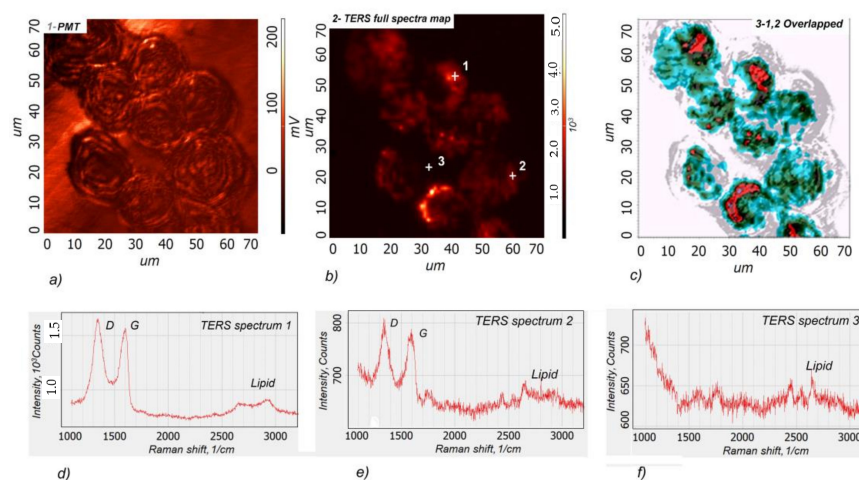 1-PMT
2- TERS full spectra map
3-1,2 Overlapped
70
60
50
40
30
20
10
0
um
0 10 20 30 40 50 60 70
um
200
100
0
mV
a)
70
60
50
40
30
20
10
0
um
0 10 20 30 40 50 60 70
um
1
2
3
5.0
4.0
3.0
2.0
1.0
10³
b)
70
60
50
40
30
20
10
0
um
0 10 20 30 40 50 60 70
um
c)
TERS spectrum 1
D
G
Lipid
Intensity, 10³Counts
1.5
1.0
1000 1500 2000 2500 3000
Raman shift, 1/cm
d)
TERS spectrum 2
D
G
Lipid
Intensity, Counts
800
700
1000 1500 2000 2500 3000
Raman shift, 1/cm
e)
TERS spectrum 3
Lipid
Intensity, Counts
700
650
600
1000 1500 2000 2500 3000
Raman shift, 1/cm
f)